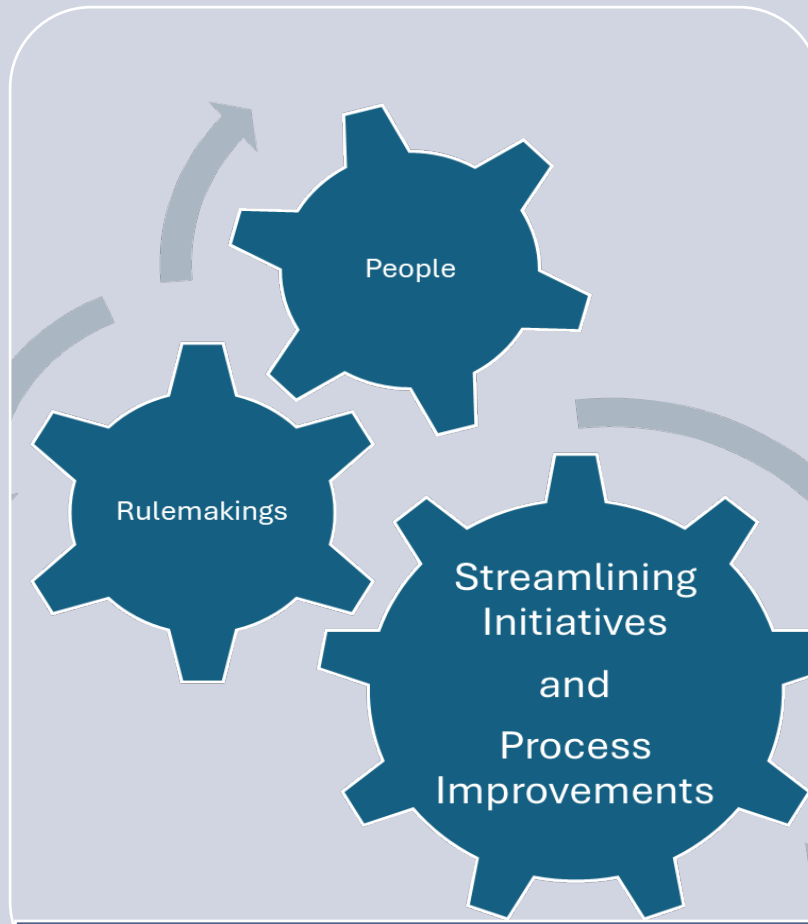 People
Rulemakings
Streamlining
Initiatives
and
Process
Improvements